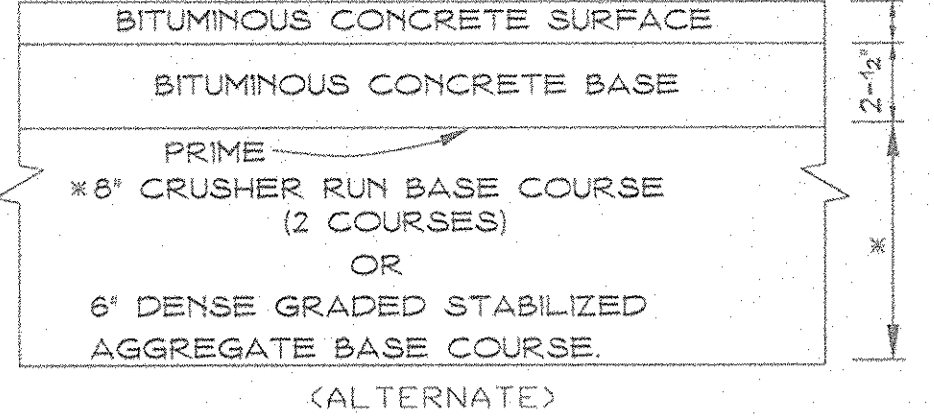 BITUMINOUS CONCRETE SURFACE
BITUMINOUS CONCRETE BASE
2-1/2"
PRIME
*8" CRUSHER RUN BASE COURSE
(2 COURSES)
OR
*
6" DENSE GRADED STABILIZED
AGGREGATE BASE COURSE.
<ALTERNATE>